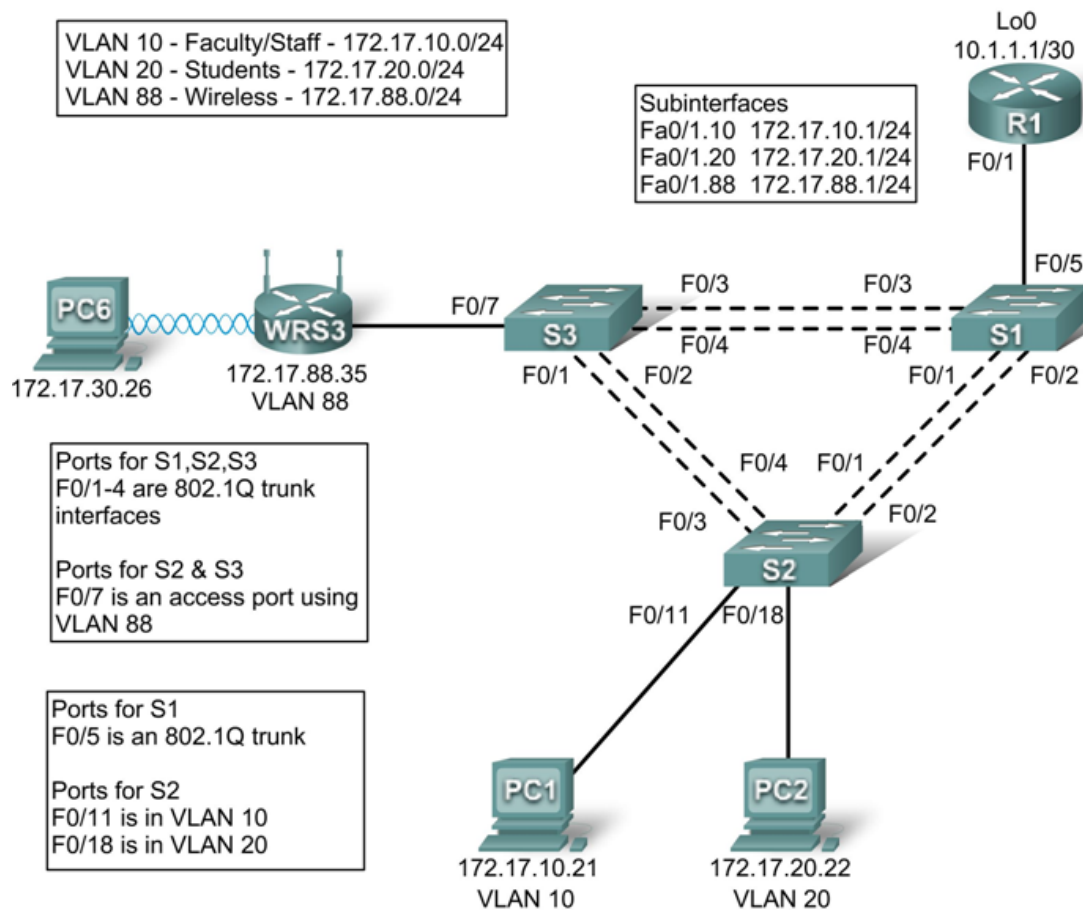 VLAN 10 - Faculty/Staff - 172.17.10.0/24
VLAN 20 - Students - 172.17.20.0/24
VLAN 88 - Wireless - 172.17.88.0/24
Lo0
10.1.1.1/30
R1
F0/1
Subinterfaces
Fa0/1.10 172.17.10.1/24
Fa0/1.20 172.17.20.1/24
Fa0/1.88 172.17.88.1/24
F0/5
PC6
172.17.30.26
WRS3
172.17.88.35
VLAN 88
F0/7
S3
F0/3
F0/3
F0/4
F0/4
S1
F0/1
F0/2
F0/1
F0/2
Ports for S1,S2,S3
F0/1-4 are 802.1Q trunk
interfaces
Ports for S2 & S3
F0/7 is an access port using
VLAN 88
F0/4
F0/1
F0/3
F0/2
S2
F0/11
F0/18
Ports for S1
F0/5 is an 802.1Q trunk
Ports for S2
F0/11 is in VLAN 10
F0/18 is in VLAN 20
PC1
172.17.10.21
VLAN 10
PC2
172.17.20.22
VLAN 20